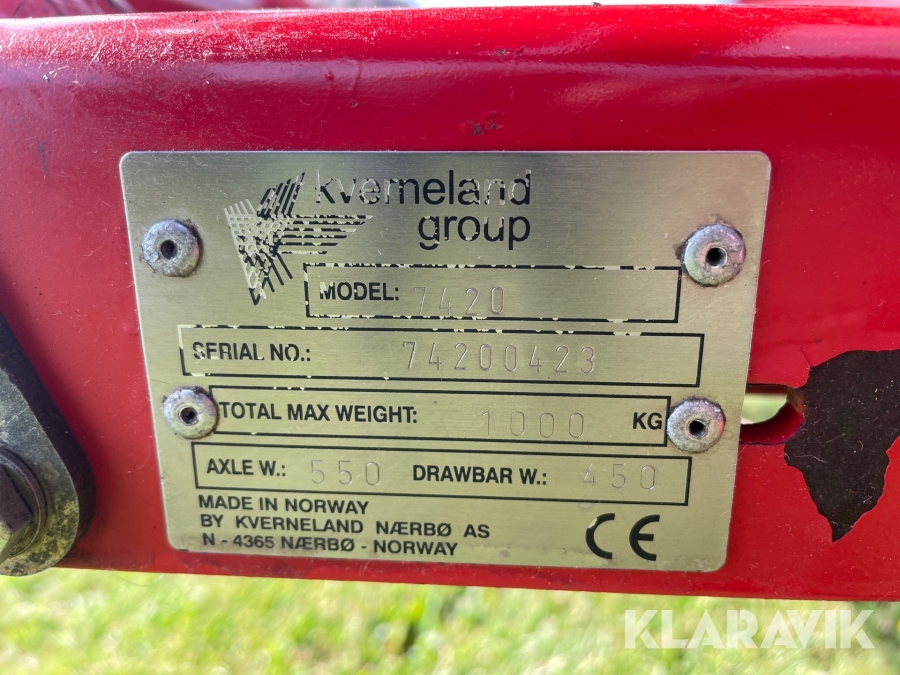 kverneland
group
MODEL: 7420
SERIAL NO.: 74200423
TOTAL MAX WEIGHT: 1000 KG
AXLE W.: 550 DRAWBAR W.: 450
MADE IN NORWAY
BY KVERNELAND NÆRBØ AS
N - 4365 NÆRBØ - NORWAY
CE
KLARAVIK